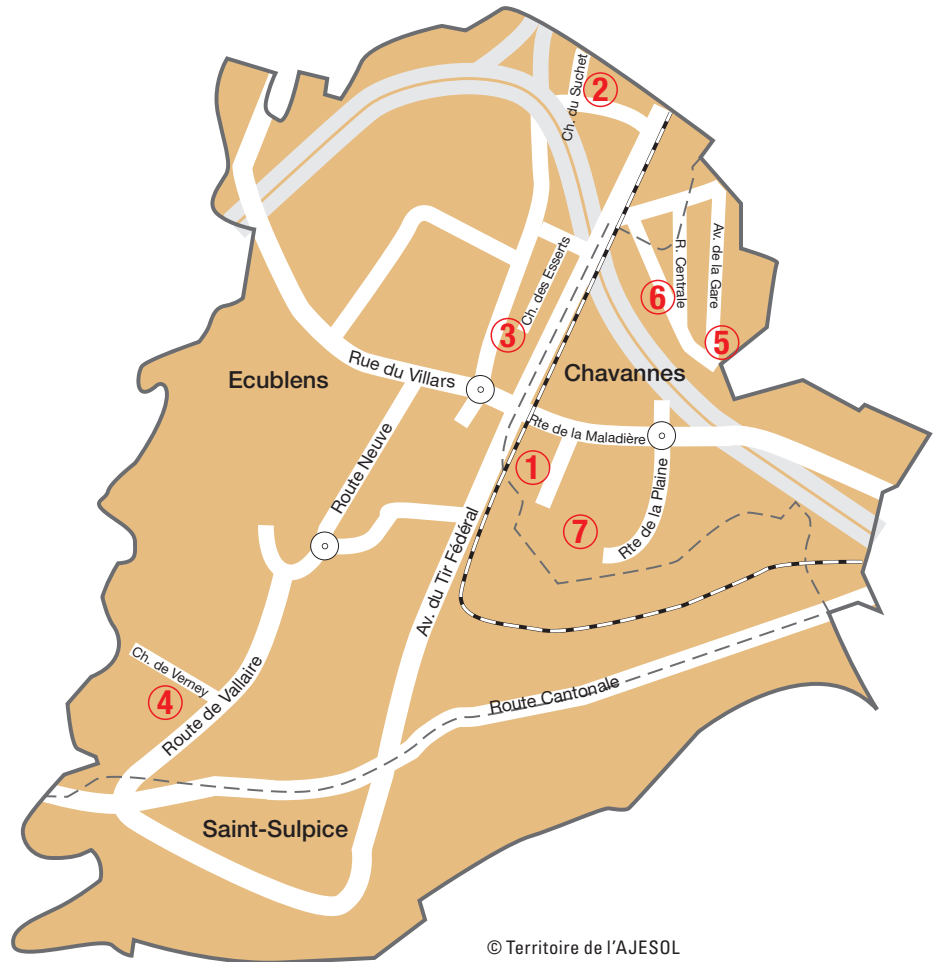 Ch. du Suchet
2
Av. de la Gare
R. Centrale
Ch. des Esserts
6
3
5
Rue du Villars
Ecublens
Chavannes
Rte de la Maladière
Route Neuve
1
Rte de la Plaine
7
Av. du Tir Fédéral
Ch. de Verney
4
Route de Vallaire
Route Cantonale
Saint-Sulpice
© Territoire de l'AJESOL